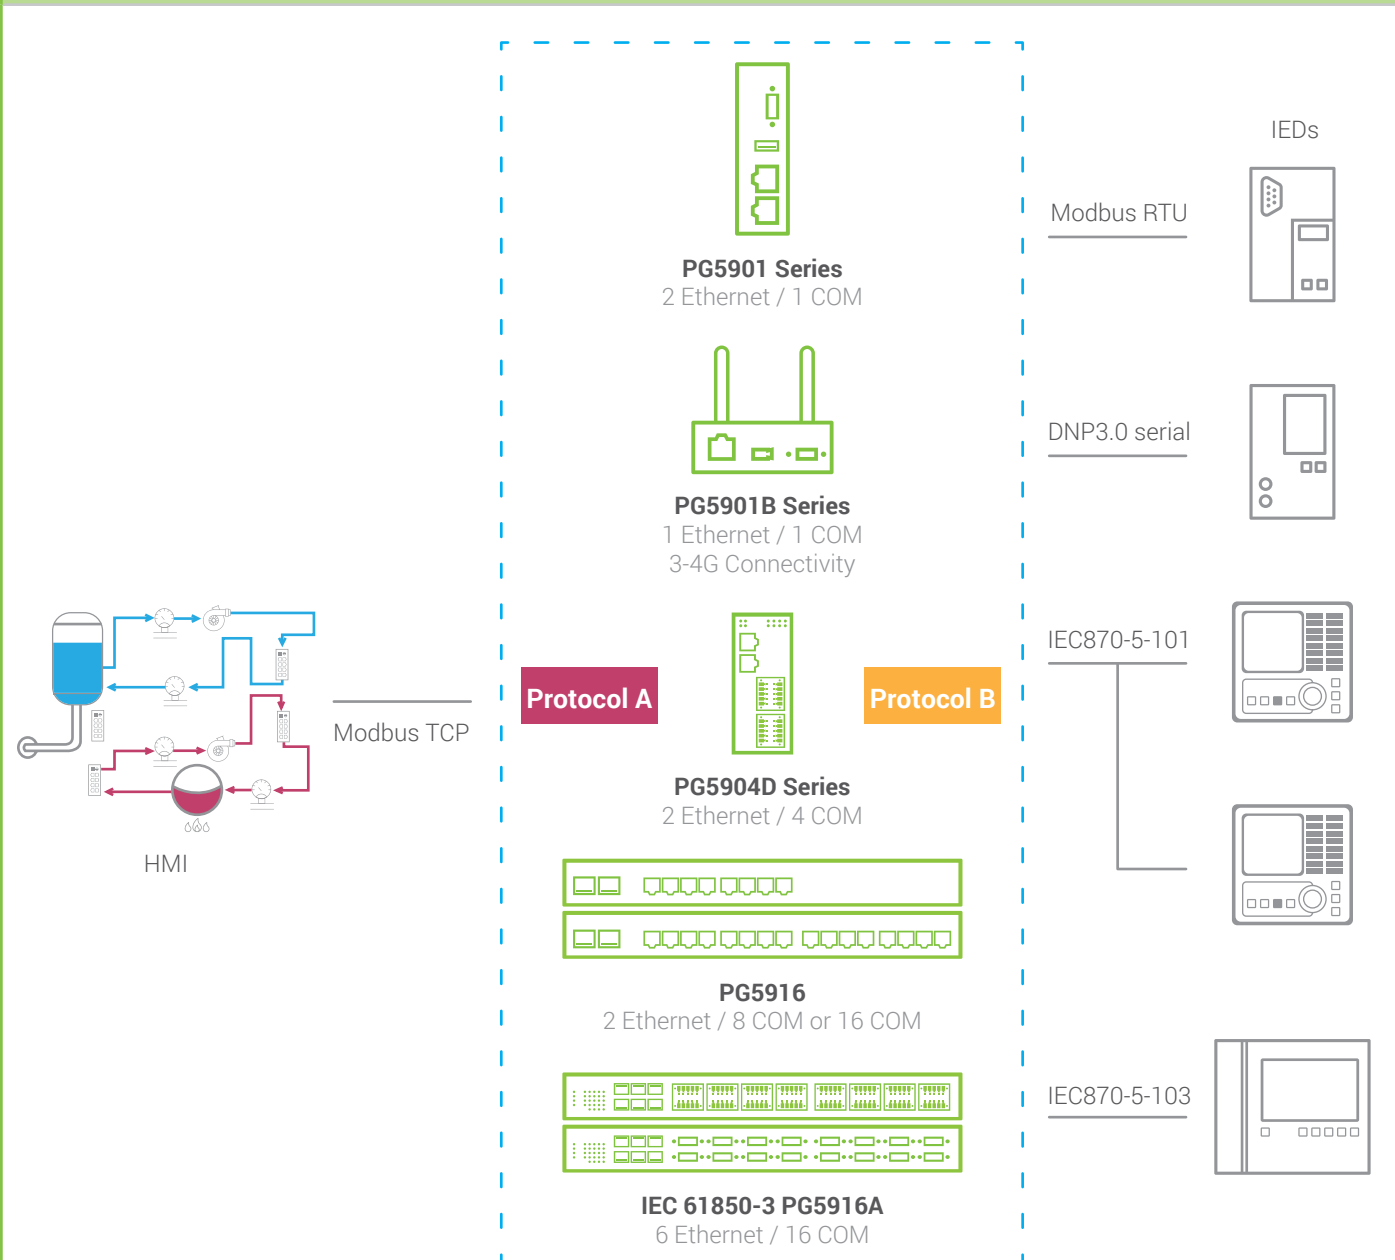 IEDs
Modbus RTU
PG5901 Series
2 Ethernet / 1 COM
DNP3.0 serial
PG5901B Series
1 Ethernet / 1 COM
3-4G Connectivity
IEC870-5-101
Protocol A
Protocol B
Modbus TCP
PG5904D Series
2 Ethernet / 4 COM
HMI
PG5916
2 Ethernet / 8 COM or 16 COM
IEC870-5-103
IEC 61850-3 PG5916A
6 Ethernet / 16 COM